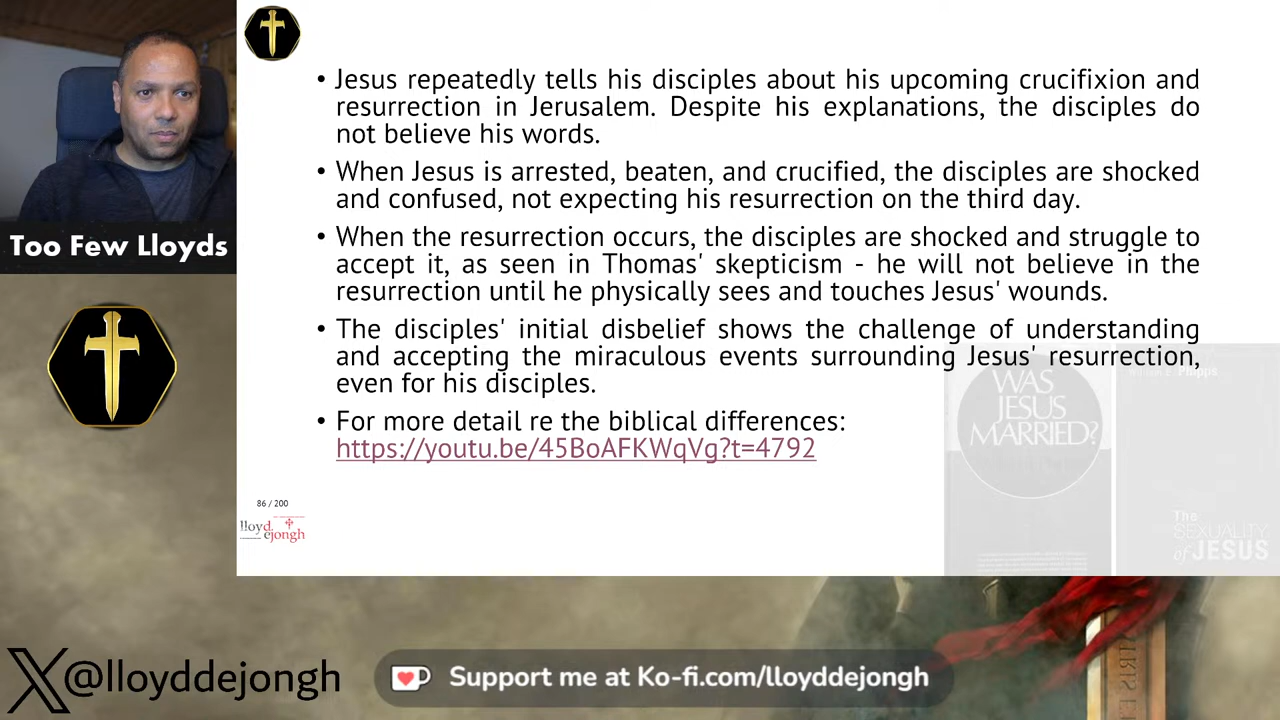 Jesus repeatedly tells his disciples about his upcoming crucifixion and
resurrection in Jerusalem. Despite his explanations, the disciples do
not believe his words.
When Jesus is arrested, beaten, and crucified, the disciples are shocked
and confused, not expecting his resurrection on the third day.
When the resurrection occurs, the disciples are shocked and struggle to
accept it, as seen in Thomas' skepticism - he will not believe in the
resurrection until he physically sees and touches Jesus' wounds.
The disciples' initial disbelief shows the challenge of understanding
and accepting the miraculous events surrounding Jesus' resurrection,
even for his disciples.
For more detail re the biblical differences:
https://youtu.be/45BoAFKWqVg?t=4792
Too Few Lloyds
WAS
JESUS
MARRIED?
Phipps
The
SEXUALITY
of JESUS
86 / 200
lloyd
ejongh
X@lloyddejongh
Support me at Ko-fi.com/lloyddejongh